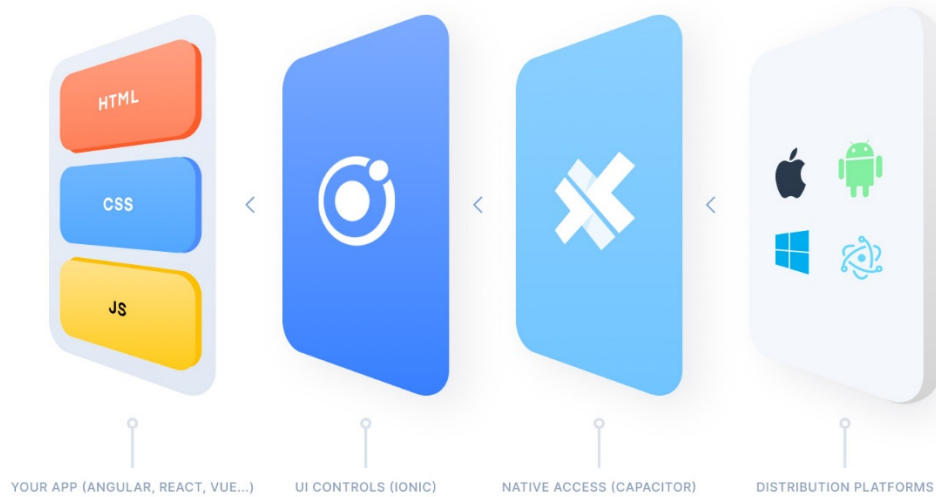 HTML
CSS
JS
YOUR APP (ANGULAR, REACT, VUE...)
UI CONTROLS (IONIC)
NATIVE ACCESS (CAPACITOR)
DISTRIBUTION PLATFORMS